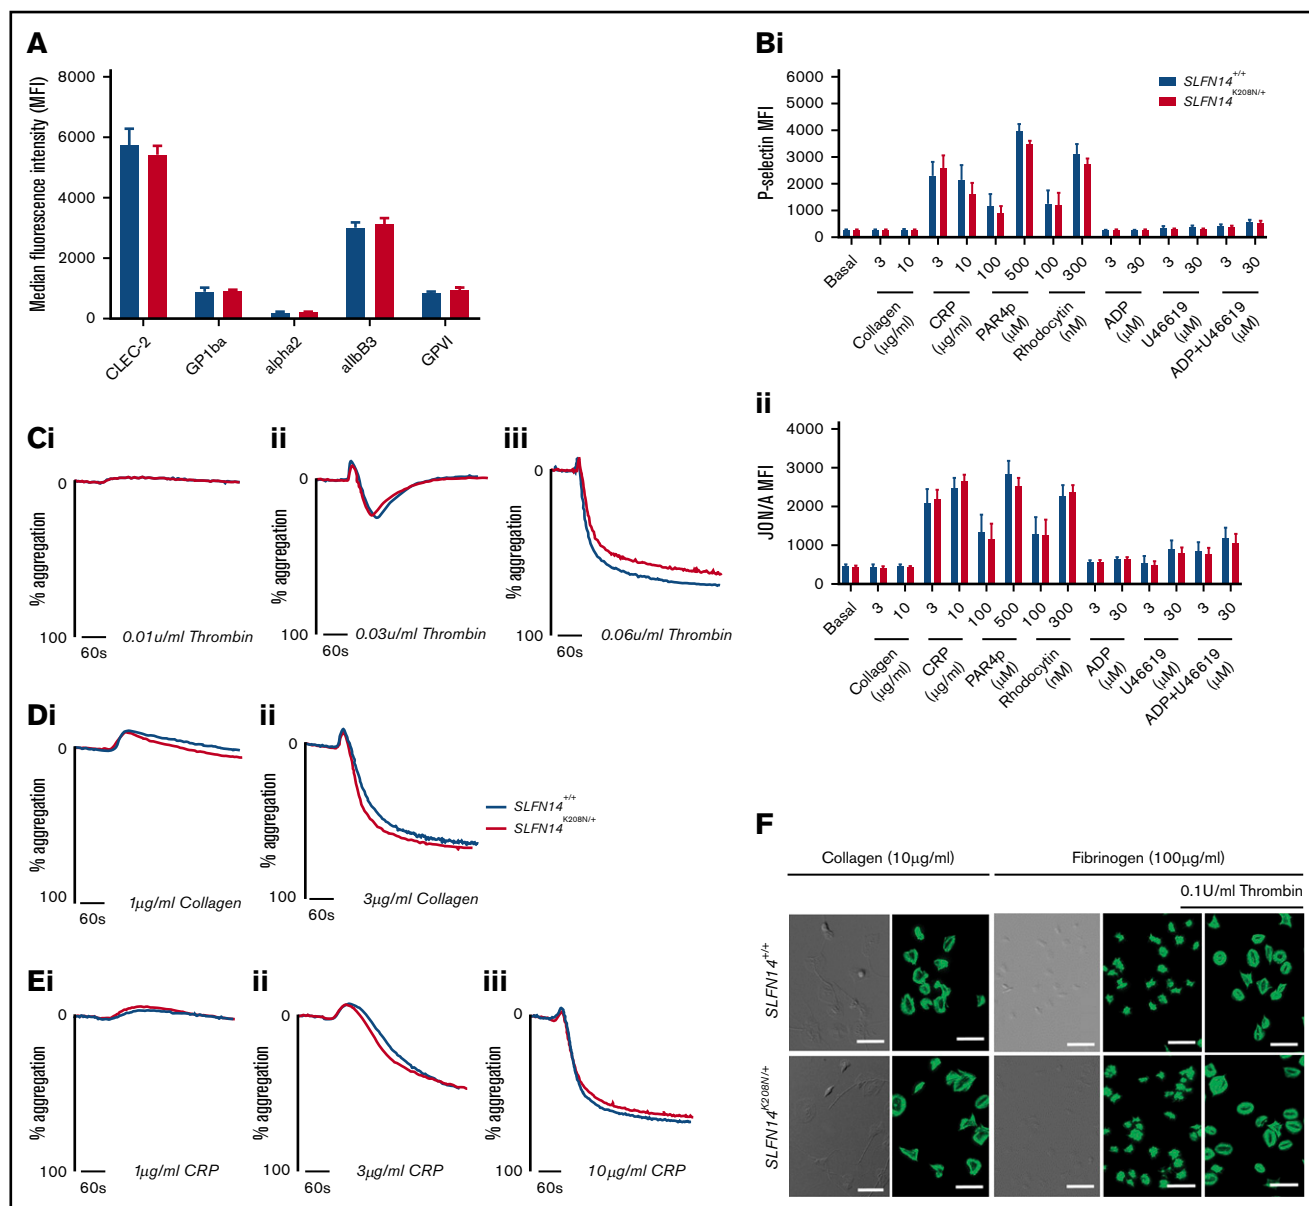 A
Median fluorescence intensity (MFI)
8000
6000
4000
2000
0
CLEC-2
GP1ba
alpha2
aIIbB3
GPVI
Bi
P-selectin MFI
6000
5000
4000
3000
2000
1000
0
SLFN14+/+
SLFN14K208N/+
Basal
3
10
3
10
100
500
100
300
3
30
3
30
3
30
Collagen
(µg/ml)
CRP
(µg/ml)
PAR4p
(µM)
Rhodocytin
(nM)
ADP
(µM)
U46619
(µM)
ADP+U46619
(µM)
ii
JON/A MFI
4000
3000
2000
1000
0
Basal
3
10
3
10
100
500
100
300
3
30
3
30
3
30
Collagen
(µg/ml)
CRP
(µg/ml)
PAR4p
(µM)
Rhodocytin
(nM)
ADP
(µM)
U46619
(µM)
ADP+U46619
(µM)
Ci
% aggregation
0
100
60s
0.01u/ml Thrombin
ii
% aggregation
0
100
60s
0.03u/ml Thrombin
iii
% aggregation
0
100
60s
0.06u/ml Thrombin
Di
% aggregation
0
100
60s
1µg/ml Collagen
ii
% aggregation
0
100
60s
3µg/ml Collagen
SLFN14+/+
SLFN14K208N/+
Ei
% aggregation
0
100
60s
1µg/ml CRP
ii
% aggregation
0
100
60s
3µg/ml CRP
iii
% aggregation
0
100
60s
10µg/ml CRP
F
Collagen (10µg/ml)
Fibrinogen (100µg/ml)
0.1U/ml Thrombin
SLFN14+/+
SLFN14K208N/+